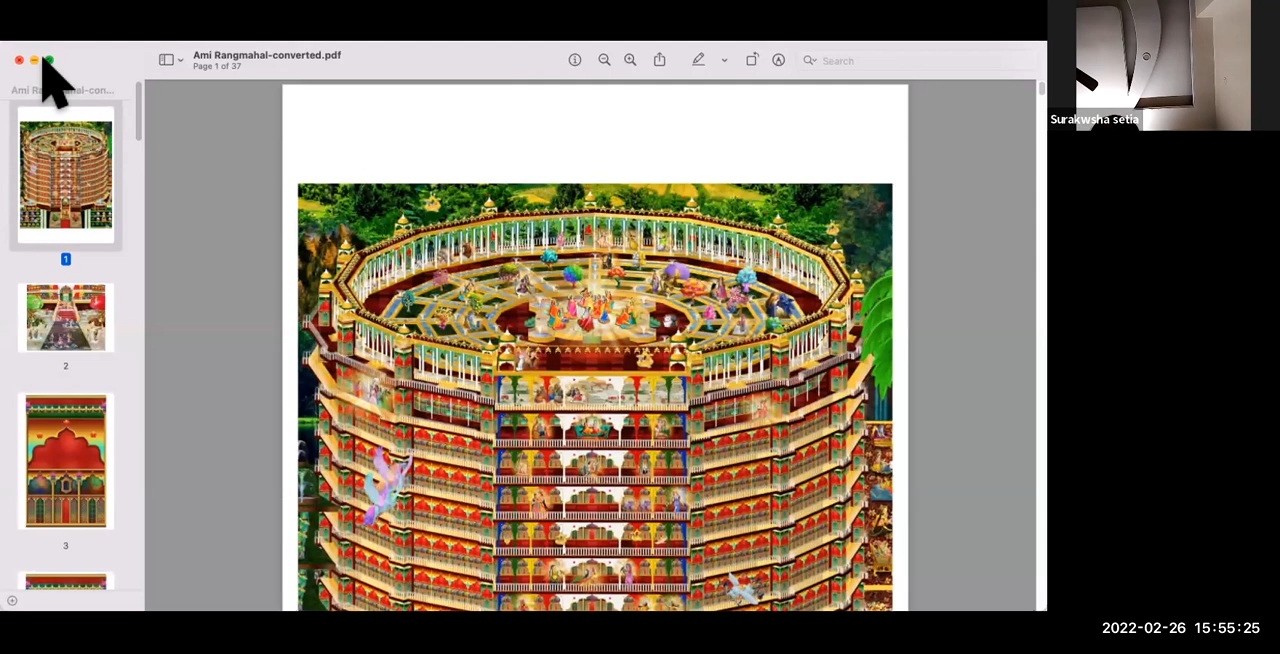 Ami Rangmahal-converted.pdf
Page 1 of 37
Search
Surakwsha setia
1
2
3
2022-02-26 15:55:25